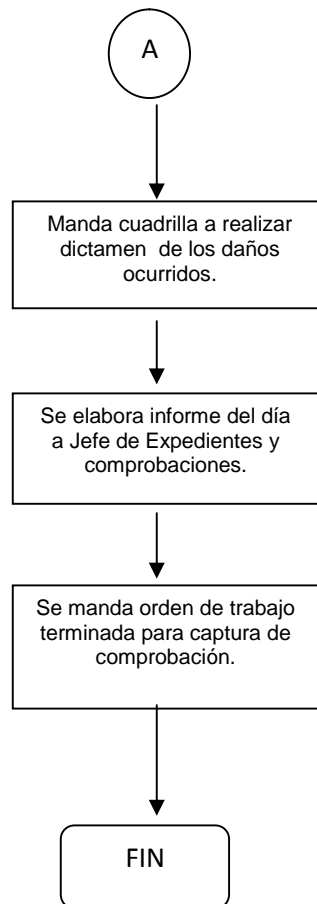 A
Manda cuadrilla a realizar
dictamen de los daños
ocurridos.
Se elabora informe del día
a Jefe de Expedientes y
comprobaciones.
Se manda orden de trabajo
terminada para captura de
comprobación.
FIN